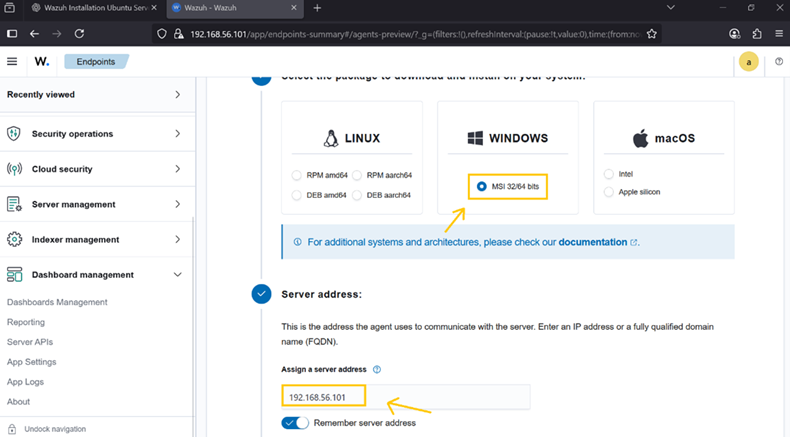 Wazuh Installation Ubuntu Serv
Wazuh - Wazuh
192.168.56.101/app/endpoints-summary#/agents-preview/?_g=(filters:!(),refreshInterval:(pause:!t,value:0),time:(from:now
W.
Endpoints
a
Recently viewed
Security operations
Cloud security
Server management
Indexer management
Dashboard management
Dashboards Management
Reporting
Server APIs
App Settings
App Logs
About
Undock navigation
Select the package to download and install on your system:
LINUX
RPM amd64
RPM aarch64
DEB amd64
DEB aarch64
WINDOWS
MSI 32/64 bits
macOS
Intel
Apple silicon
For additional systems and architectures, please check our documentation.
Server address:
This is the address the agent uses to communicate with the server. Enter an IP address or a fully qualified domain
name (FQDN).
Assign a server address
192.168.56.101
Remember server address